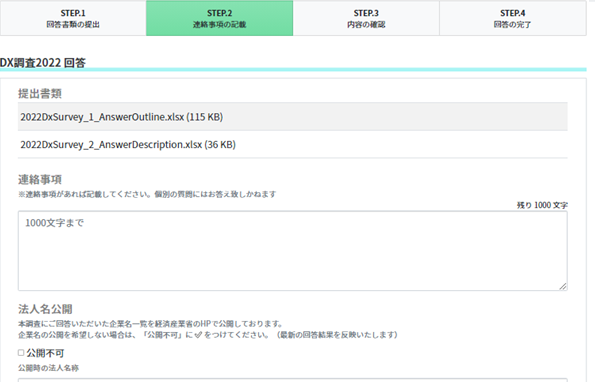 STEP.1
回答書類の提出
STEP.2
連絡事項の記載
STEP.3
内容の確認
STEP.4
回答の完了
DX調査2022 回答
提出書類
2022DxSurvey_1_AnswerOutline.xlsx (115 KB)
2022DxSurvey_2_AnswerDescription.xlsx (36 KB)
連絡事項
※連絡事項があれば記載してください。個別の質問にはお答え致しかねます
残り 1000 文字
1000文字まで
法人名公開
本調査にご回答いただいた企業名一覧を経済産業省のHPで公開しております。
企業名の公開を希望しない場合は、「公開不可」に✅をつけてください。（最新の回答結果を反映いたします）
公開不可
公開時の法人名称